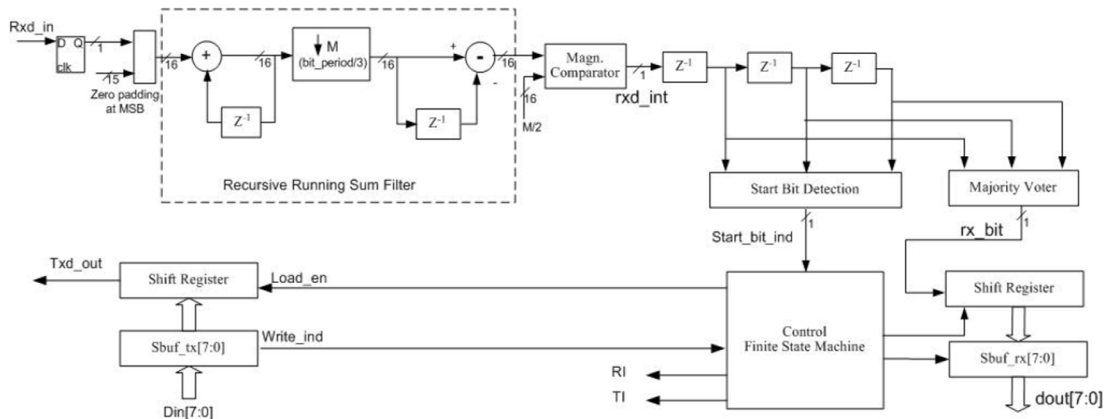 Rxd_in
D Q
clk
1
15
Zero padding
at MSB
16
+
16
M
(bit_period/3)
16
+
-
-
16
Z-1
Z-1
Recursive Running Sum Filter
16
M/2
Magn.
Comparator
1
rxd_int
Z-1
Z-1
Z-1
Start Bit Detection
Majority Voter
1
Start_bit_ind
rx_bit
1
Txd_out
Shift Register
Load_en
Sbuf_tx[7:0]
Write_ind
Din[7:0]
Control
Finite State Machine
RI
TI
Shift Register
Sbuf_rx[7:0]
dout[7:0]